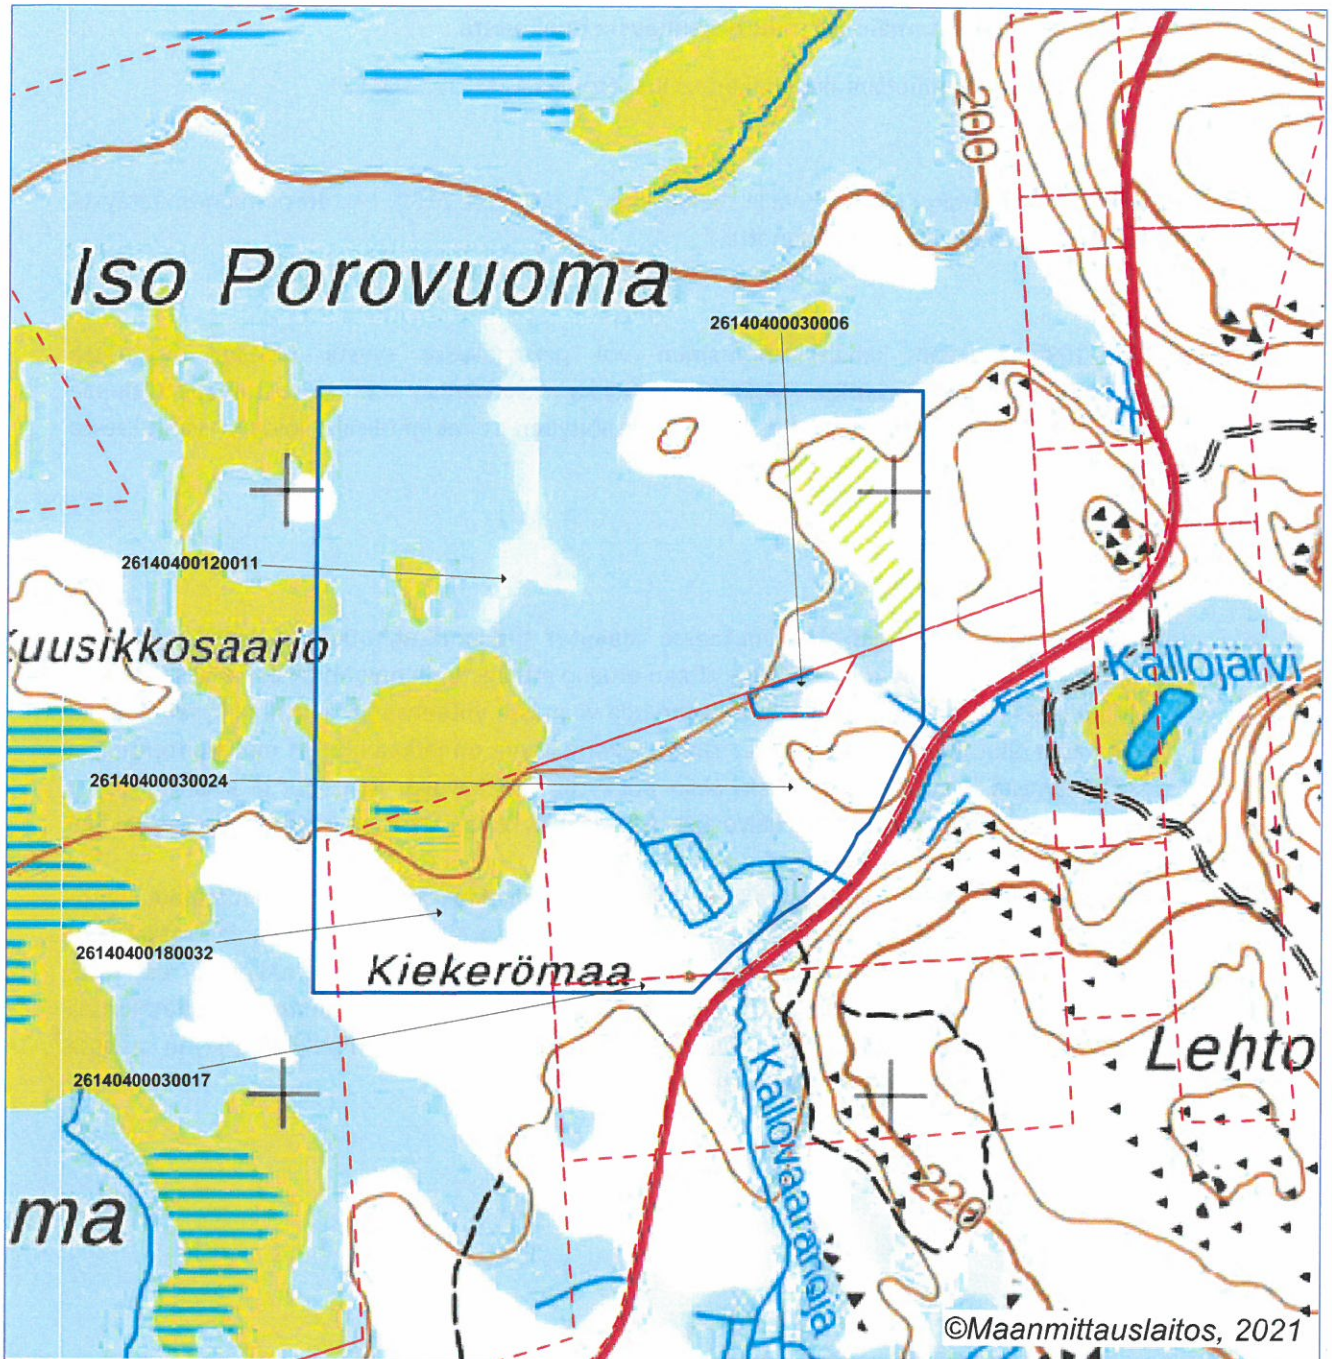 200
Iso Porovuoma
26140400030006
26140400120011
Kuusikkosaario
Kallojärvi
26140400030024
26140400180032
Kiekerömaa
26140400030017
Lehto
Kallovaaranoja
ma
220
©Maanmittauslaitos, 2021